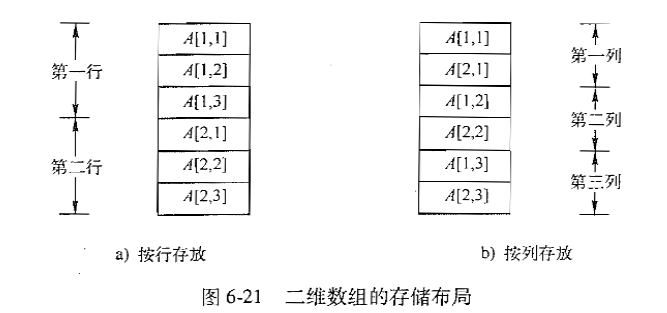 第一行
第二行
A[1,1]
A[1,2]
A[1,3]
A[2,1]
A[2,2]
A[2,3]
a) 按行存放
A[1,1]
A[2,1]
A[1,2]
A[2,2]
A[1,3]
A[2,3]
第一列
第二列
第三列
b) 按列存放
图 6-21 二维数组的存储布局